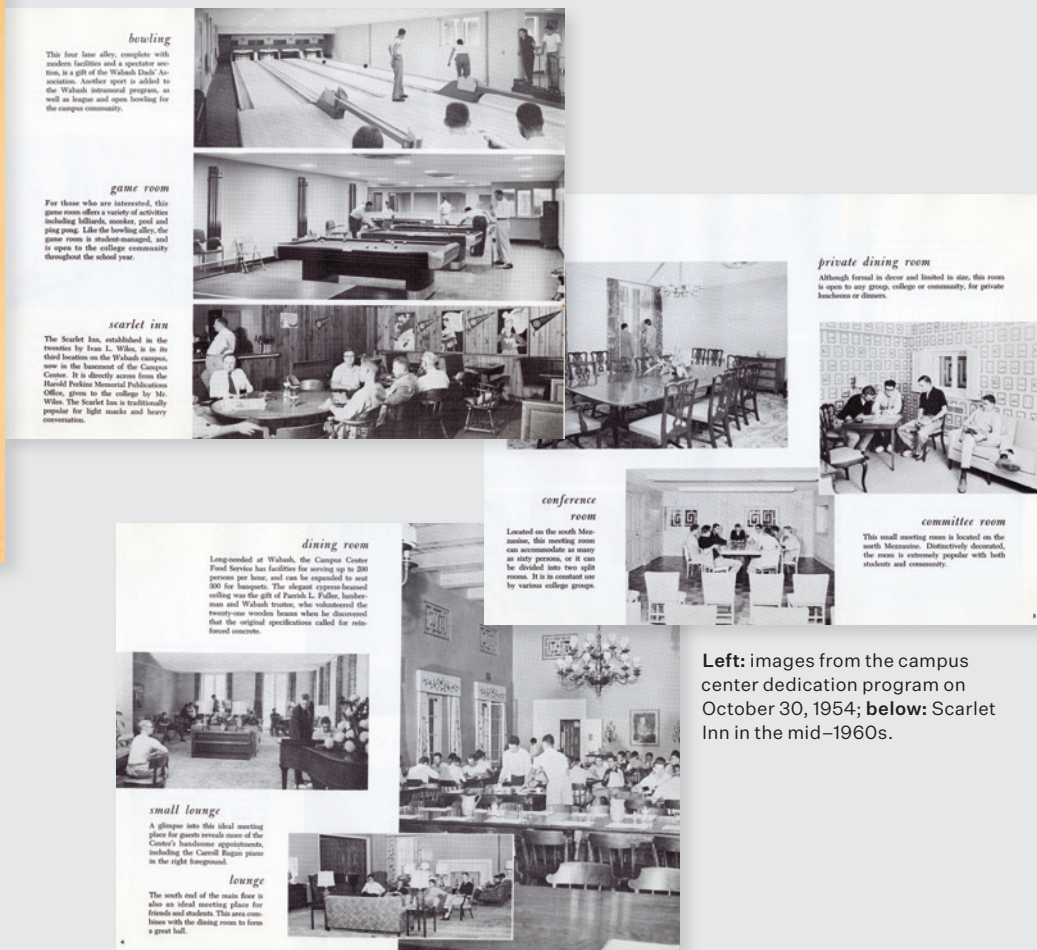 bowling
This four lane alley, complete with
modern facilities and a spectator sec-
tion, is a gift of the Wabash Dads' As-
sociation. Another sport is added to
the Wabash intramural program, as
well as league and open bowling for
the campus community.
game room
For those who are interested, this
game room offers a variety of activities
including billiards, snooker, pool and
ping pong. Like the bowling alley, the
game room is student-managed, and
is open to the college community
throughout the school year.
scarlet inn
The Scarlet Inn, established in the
twenties by Ivan L. Wiles, is in its
third location on the Wabash campus,
now in the basement of the Campus
Center. It is directly across from the
Harold Perkins Memorial Publications
Office, given to the college by Mr.
Wiles. The Scarlet Inn is traditionally
popular for light snacks and heavy
conversation.
private dining room
Although formal in decor and limited in size, this room
is open to any group, college or community, for private
luncheons or dinners.
conference
room
Located on the south Mez-
zanine, this meeting room
can accommodate as many
as sixty persons, or it can
be divided into two split
rooms. It is in constant use
by various college groups.
committee room
This small meeting room is located on the
north Mezzanine. Distinctively decorated,
the room is extremely popular with both
students and community.
dining room
Long-needed at Wabash, the Campus Center
Food Service has facilities for serving up to 200
persons per hour, and can be expanded to seat
500 for banquets. The elegant cypress-beamed
ceiling was the gift of Parrish L. Fuller, lumber-
man and Wabash trustee, who volunteered the
twenty-one wooden beams when he discovered
that the original specifications called for rein-
forced concrete.
small lounge
A glimpse into this ideal meeting
place for guests reveals more of the
Center's handsome appointments,
including the Carroll Ragan piano
in the right foreground.
lounge
The south end of the main floor is
also an ideal meeting place for
friends and students. This area com-
bines with the dining room to form
a great hall.
4
Left: images from the campus
center dedication program on
October 30, 1954; below: Scarlet
Inn in the mid–1960s.